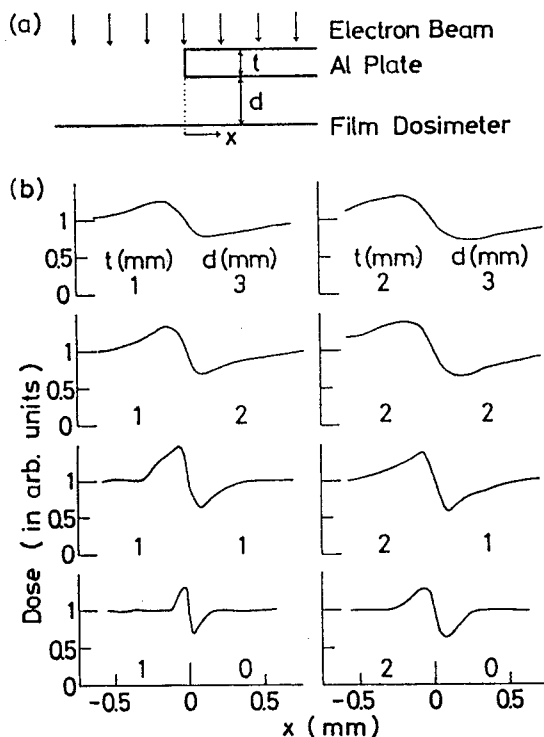 (a)
Electron Beam
Al Plate
Film Dosimeter
t
d
x
(b)
1
0.5
0
t (mm) d (mm)
1 3
t (mm) d (mm)
2 3
1
0.5
0
1 2
2 2
1
0.5
0
1 1
2 1
1
0.5
0
1 0
2 0
-0.5 0 0.5
-0.5 0 0.5
x (mm)
Dose (in arb. units)